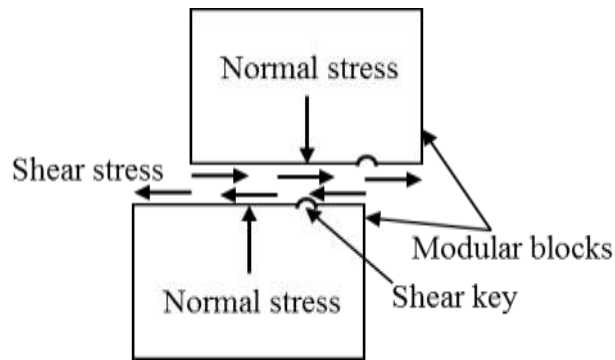 Normal stress
Shear stress
Modular blocks
Normal stress
Shear key